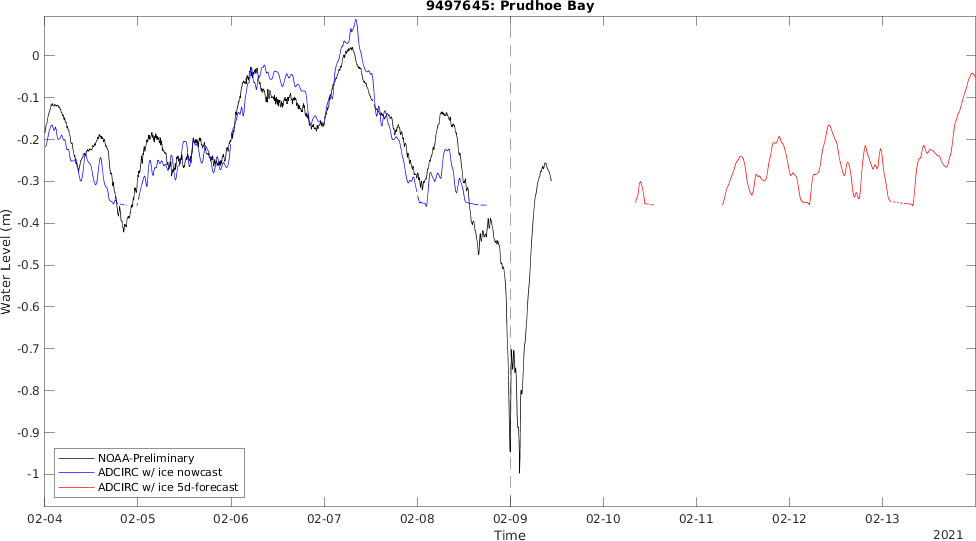 9497645: Prudhoe Bay
Water Level (m)
0
-0.1
-0.2
-0.3
-0.4
-0.5
-0.6
-0.7
-0.8
-0.9
-1
NOAA-Preliminary
ADCIRC w/ ice nowcast
ADCIRC w/ ice 5d-forecast
02-04 02-05 02-06 02-07 02-08 02-09 02-10 02-11 02-12 02-13
Time
2021